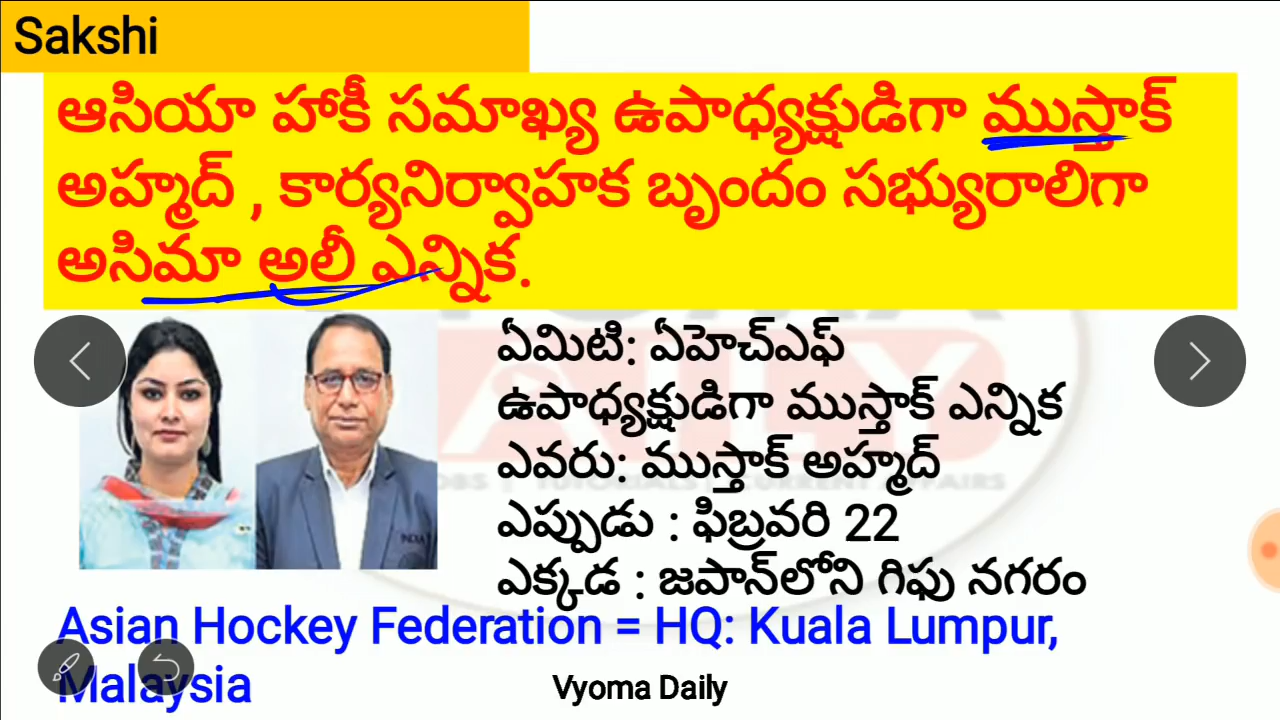 Sakshi
ఆసియా హాకీ సమాఖ్య ఉపాధ్యక్షుడిగా ముస్తాక్
అహ్మద్ , కార్యనిర్వాహక బృందం సభ్యురాలిగా
అసిమా అలీ ఎన్నిక.
ఏమిటి: ఏహెచ్ఎఫ్
ఉపాధ్యక్షుడిగా ముస్తాక్ ఎన్నిక
ఎవరు: ముస్తాక్ అహ్మద్
ఎప్పుడు : ఫిబ్రవరి 22
ఎక్కడ : జపాన్‌లోని గిఫు నగరం
Asian Hockey Federation = HQ: Kuala Lumpur,
Malaysia
Vyoma Daily
INDIA